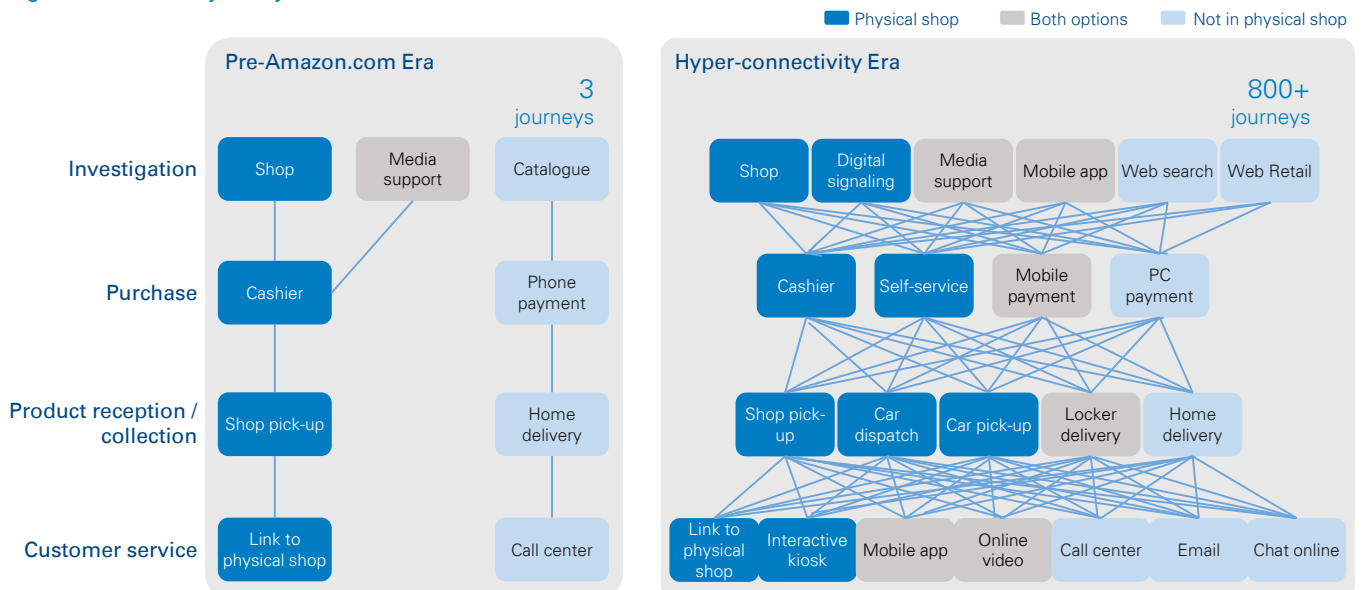 Physical shop
Both options
Not in physical shop
Pre-Amazon.com Era
3
journeys
Hyper-connectivity Era
800+
journeys
Investigation
Shop
Media
support
Catalogue
Shop
Digital
signaling
Media
support
Mobile app
Web search
Web Retail
Purchase
Cashier
Phone
payment
Cashier
Self-service
Mobile
payment
PC
payment
Product reception /
collection
Shop pick-up
Home
delivery
Shop pick-
up
Car
dispatch
Car pick-up
Locker
delivery
Home
delivery
Customer service
Link to
physical shop
Call center
Link to
physical
shop
Interactive
kiosk
Mobile app
Online
video
Call center
Email
Chat online